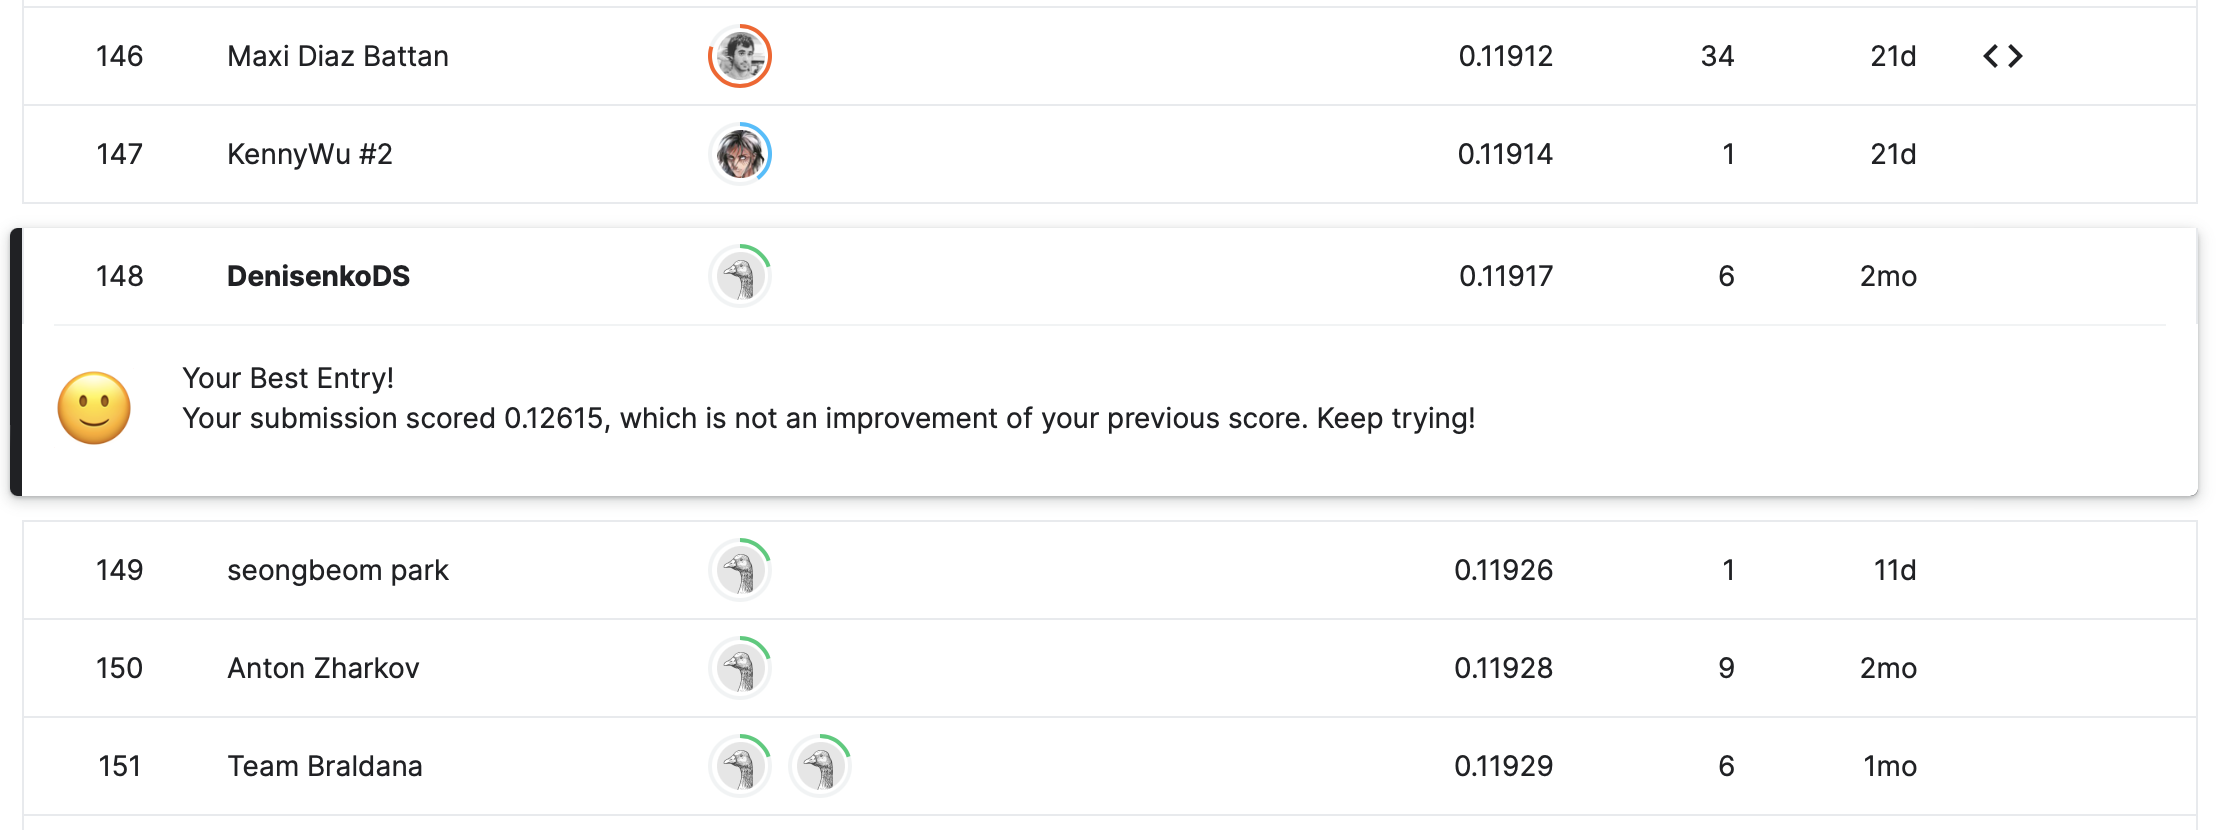 146 Maxi Diaz Battan 0.11912 34 21d <>
147 KennyWu #2 0.11914 1 21d
148 DenisenkoDS 0.11917 6 2mo
Your Best Entry!
Your submission scored 0.12615, which is not an improvement of your previous score. Keep trying!
149 seongbeom park 0.11926 1 11d
150 Anton Zharkov 0.11928 9 2mo
151 Team Braldana 0.11929 6 1mo